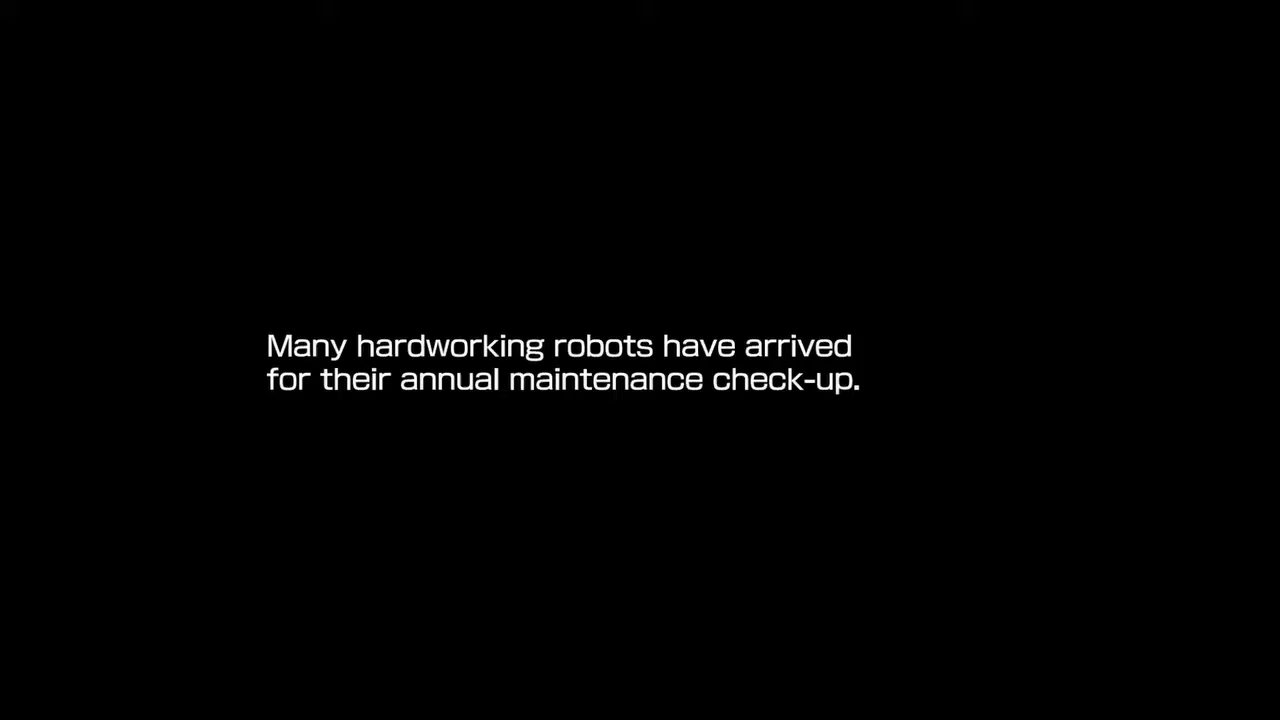 Many hardworking robots have arrived
for their annual maintenance check-up.